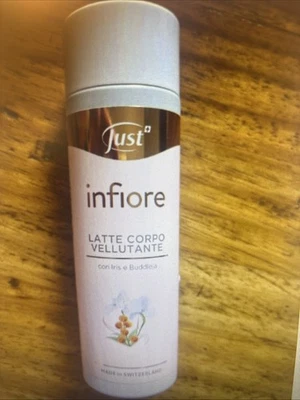 Just
infiore
LATTE CORPO
VELLUTANTE
con Iris e Buddleja
MADE IN SWITZERLAND